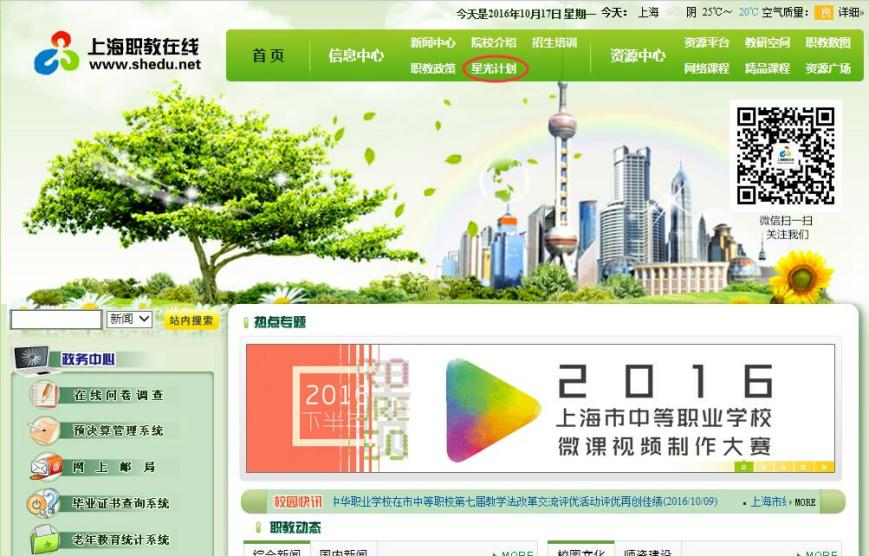 今天是2016年10月17日 星期一 今天： 上海 阴 25℃～ 20℃ 空气质量： 良 详细»
上海职教在线
www.shedu.net
首 页
信息中心
新闻中心 院校介绍 招生培训
职教政策 星光计划
资源中心
资源平台 教研空间 职教数图
网络课程 精品课程 资源广场
上海职教在线
微信扫一扫
关注我们
新闻
站内搜索
政务中心
在线问卷调查
预决算管理系统
网上邮局
毕业证书查询系统
老年教育统计系统
热点专题
2016
下半年
2016
上海市中等职业学校
微课视频制作大赛
2 3 4 5 6
校园快讯 中华职业学校在市中等职校第七届教学法改革交流评优活动评优再创佳绩(2016/10/09) 上海市 MORE
职教动态
综合新闻 国内新闻 MORE
校园文化 师资建设 MORE